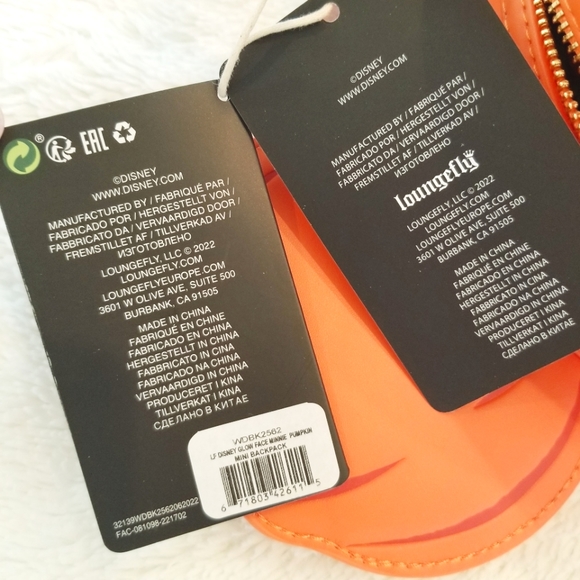 EAC
©DISNEY
WWW.DISNEY.COM
MANUFACTURED BY / FABRIQUÉ PAR /
FABRICADO POR / HERGESTELLT VON /
FABBRICATO DA / VERVAARDIGD DOOR /
FREMSTILLET AF / TILLVERKAD AV /
ИЗГОТОВЛЕНО
LOUNGEFLY, LLC © 2022
LOUNGEFLY.COM
LOUNGEFLYEUROPE.COM
3601 W OLIVE AVE, SUITE 500
BURBANK, CA 91505
MADE IN CHINA
FABRIQUÉ EN CHINE
FABRICADO EN CHINA
HERGESTELLT IN CHINA
FABBRICATO IN CHINA
FABRICADO NA CHINA
VERVAARDIGD IN CHINA
PRODUCERET I KINA
TILLVERKAT I KINA
СДЕЛАНО В КИТАЕ
WDBK2562
LF DISNEY GLOW FACE MINNIE PUMPKIN
MINI BACKPACK
6 71803 42611 5
32139WDBK2562062022
FAC-081098-221702
©DISNEY
WWW.DISNEY.COM
MANUFACTURED BY / FABRIQUÉ PAR /
FABRICADO POR / HERGESTELLT VON /
FABBRICATO DA / VERVAARDIGD DOOR /
FREMSTILLET AF / TILLVERKAD AV /
ИЗГОТОВЛЕНО
loungefly
LOUNGEFLY, LLC © 2022
LOUNGEFLY.COM
LOUNGEFLYEUROPE.COM
3601 W OLIVE AVE, SUITE 500
BURBANK, CA 91505
MADE IN CHINA
FABRIQUÉ EN CHINE
FABRICADO EN CHINA
HERGESTELLT IN CHINA
FABBRICATO IN CHINA
FABRICADO NA CHINA
VERVAARDIGD IN CHINA
PRODUCERET I KINA
TILLVERKAT I KINA
СДЕЛАНО В КИТАЕ